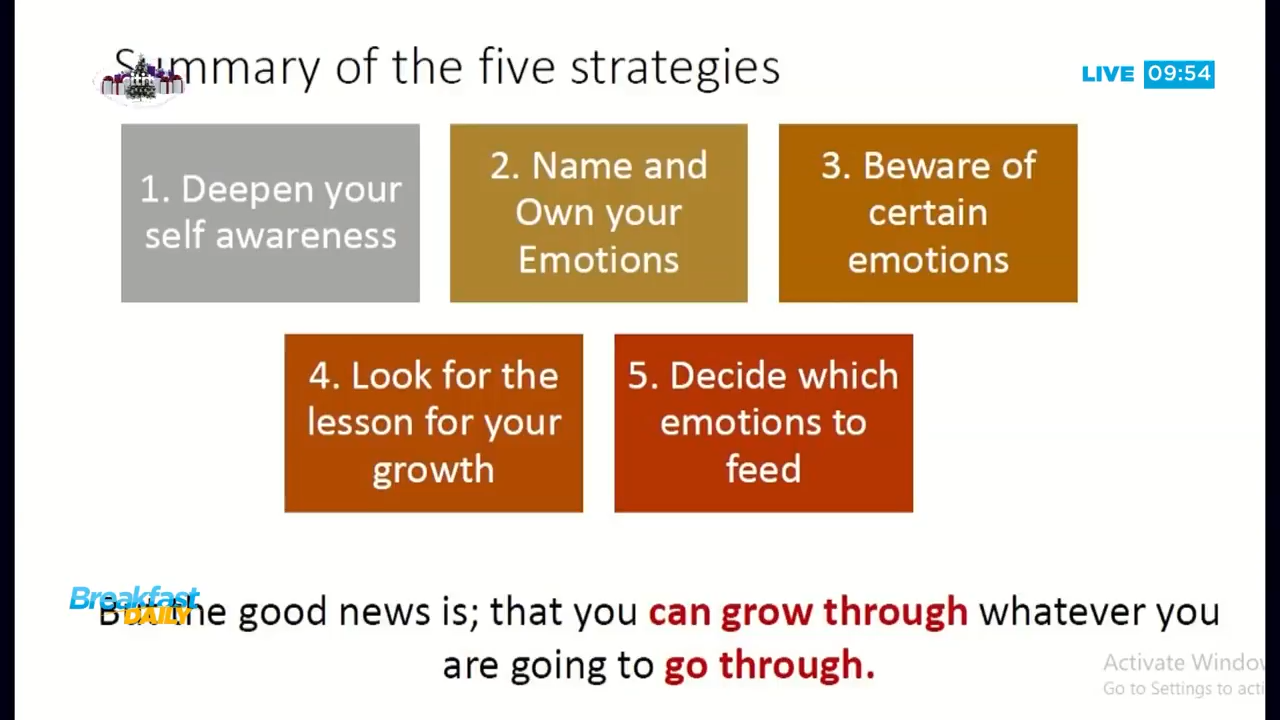 Summary of the five strategies
LIVE 09:54
1. Deepen your
self awareness
2. Name and
Own your
Emotions
3. Beware of
certain
emotions
4. Look for the
lesson for your
growth
5. Decide which
emotions to
feed
Breakfast
DAILY
But the good news is; that you can grow through whatever you
are going to go through.
Activate Window
Go to Settings to acti